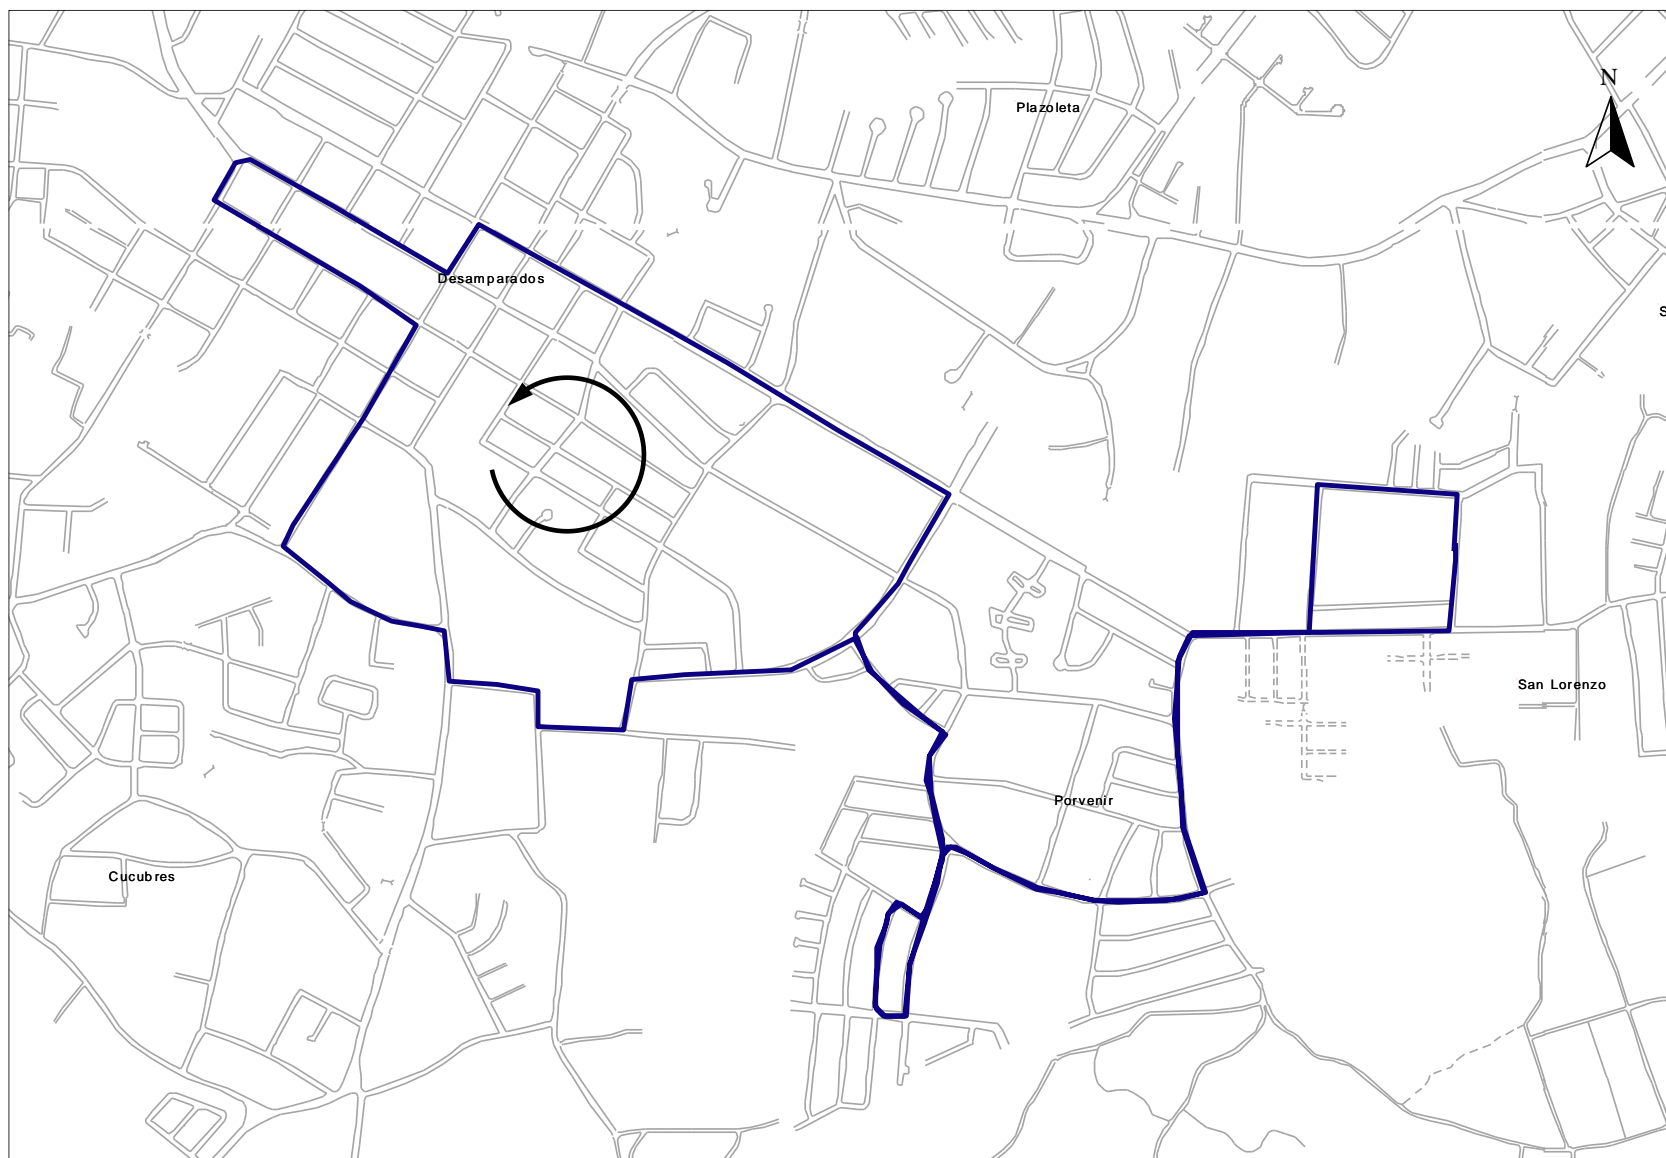 N
Plazoleta
Desamparados
S
San Lorenzo
Porvenir
Cucubres